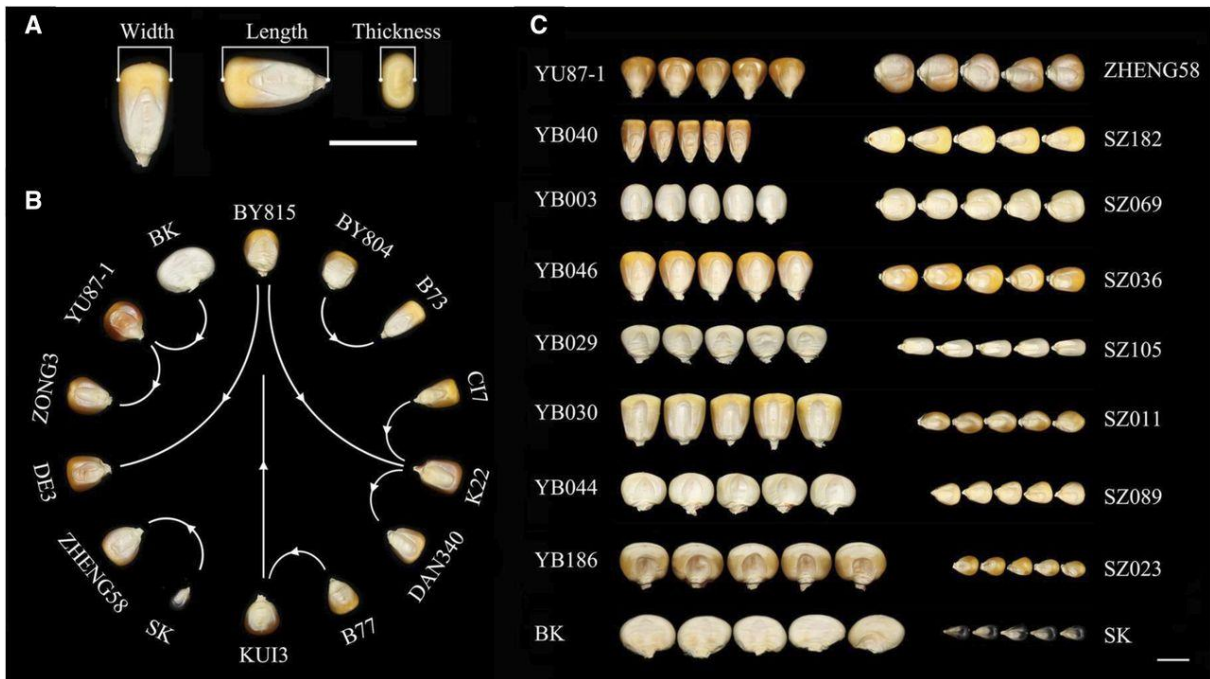 A
Width
Length
Thickness
B
BY815
BY804
B73
CI7
K22
DAN340
B77
KUI3
SK
ZHENG58
DE3
ZONG3
YU87-1
BK
C
YU87-1
ZHENG58
YB040
SZ182
YB003
SZ069
YB046
SZ036
YB029
SZ105
YB030
SZ011
YB044
SZ089
YB186
SZ023
BK
SK